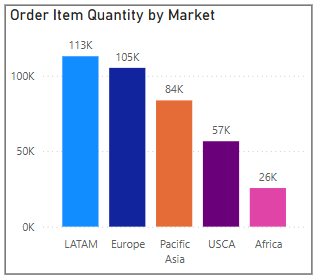 Order Item Quantity by Market
113K
105K
100K
84K
57K
50K
26K
0K
LATAM
Europe
Pacific
Asia
USCA
Africa